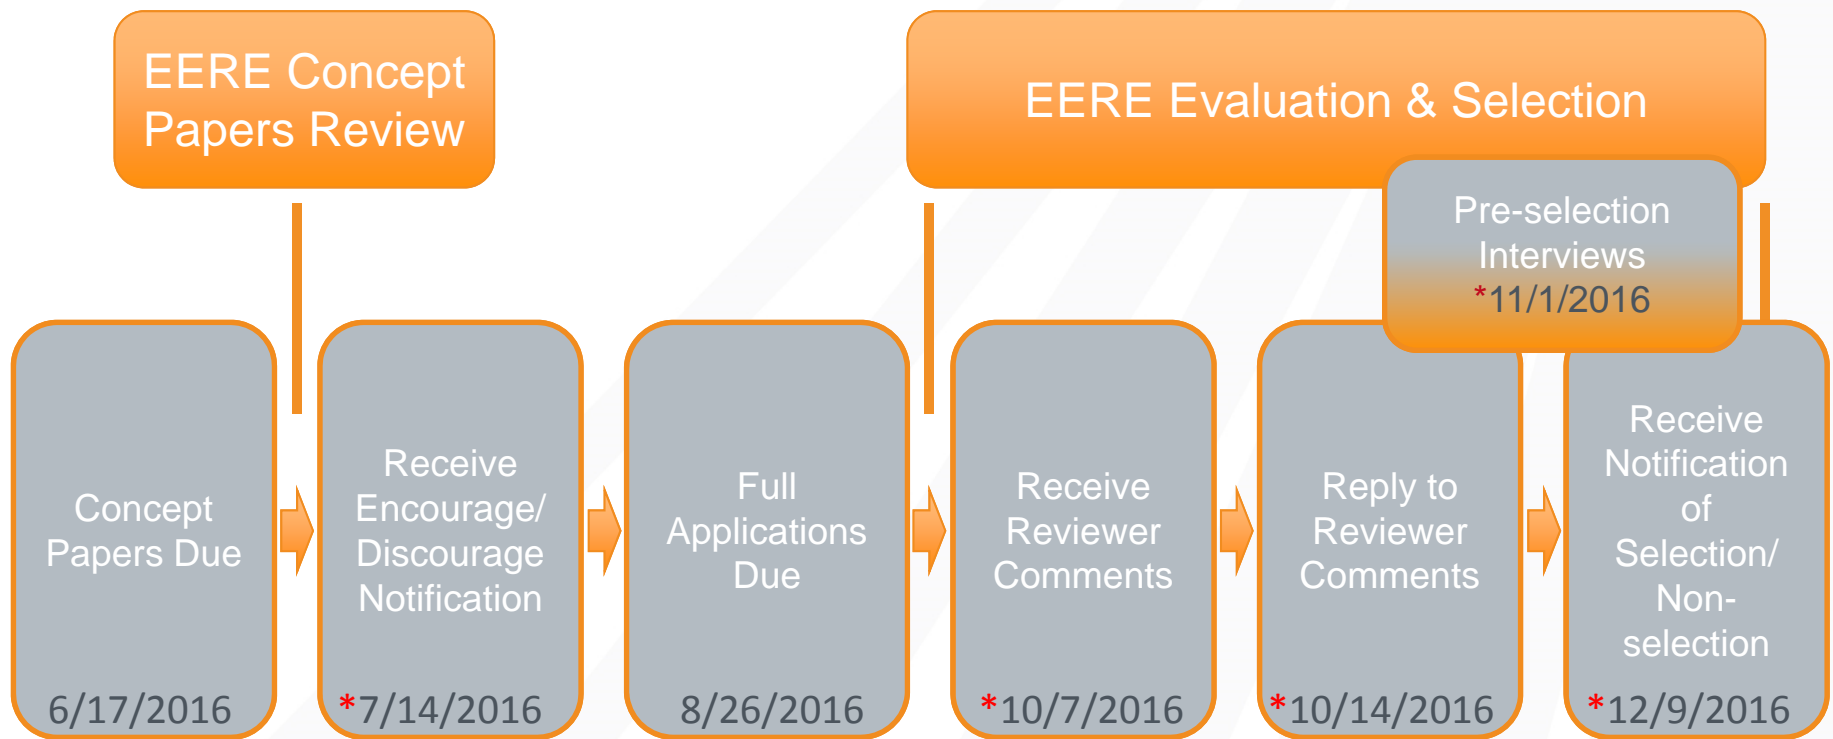 EERE Concept
Papers Review
EERE Evaluation & Selection
Pre-selection
Interviews
*11/1/2016
Concept
Papers Due
6/17/2016
Receive
Encourage/
Discourage
Notification
*7/14/2016
Full
Applications
Due
8/26/2016
Receive
Reviewer
Comments
*10/7/2016
Reply to
Reviewer
Comments
*10/14/2016
Receive
Notification
of
Selection/
Non-
selection
*12/9/2016